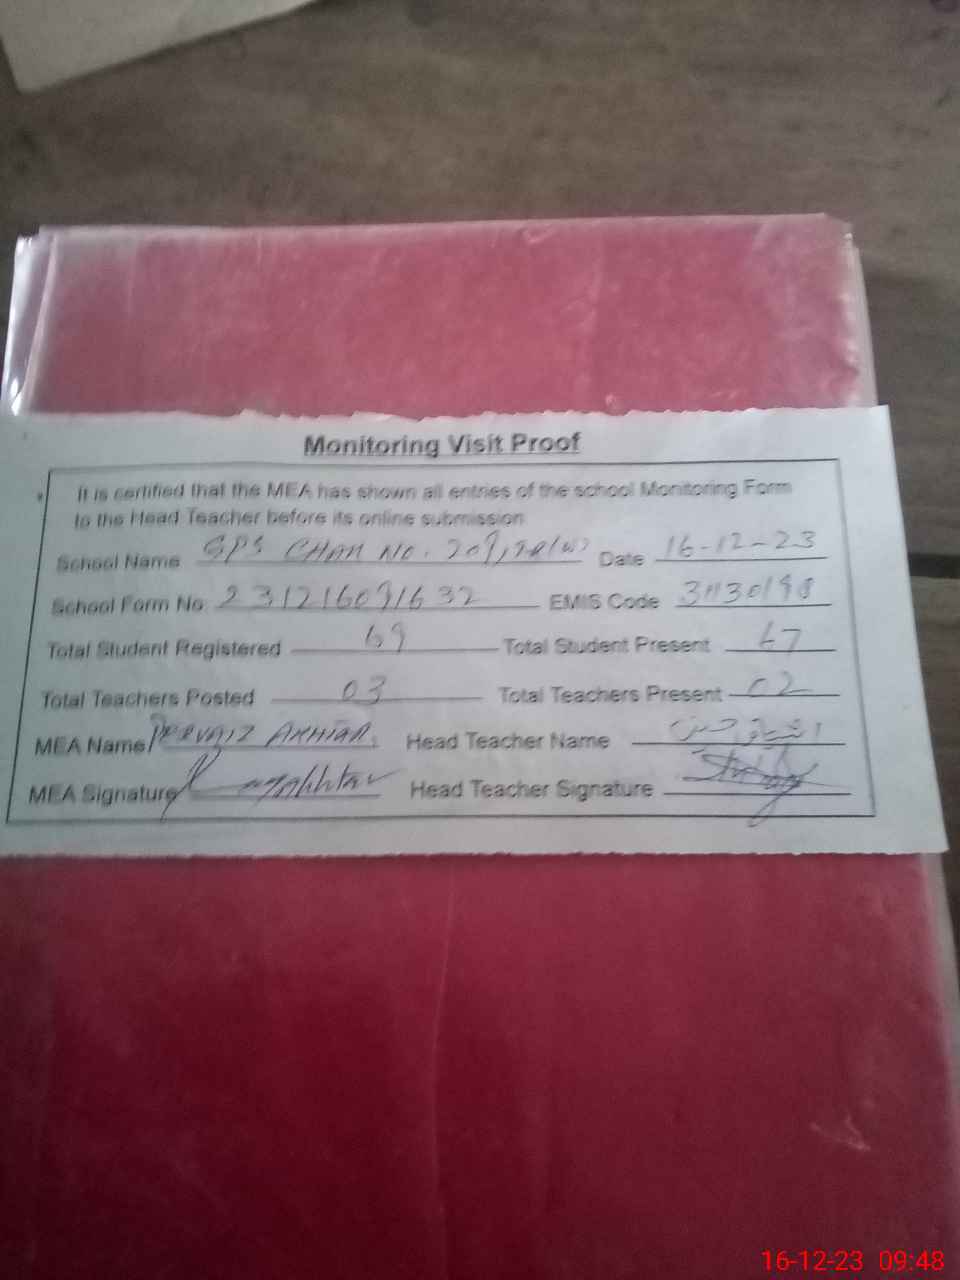 Monitoring Visit Proof
It is certified that the MEA has shown all entries of the school Monitoring Form
to the Head Teacher before its online submission
School Name GPS CHAK NO. 209 Date 16-12-23
School Form No. 231216091632 EMIS Code 31130198
Total Student Registered 69 Total Student Present 67
Total Teachers Posted 03 Total Teachers Present 02
MEA Name PERVAIZ AKHTAR Head Teacher Name
MEA Signature Head Teacher Signature
16-12-23 09:48